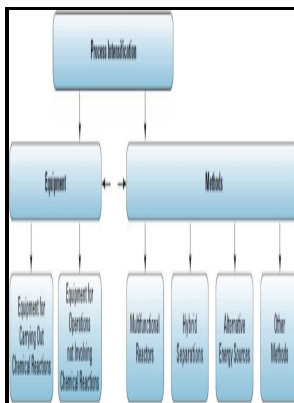 Process Intensification
Equipment
Methods
Equipment for
Carrying Out
Chemical Reactions
Equipment for
Operations
not Involving
Chemical Reactions
Multifunctional
Reactors
Hybrid
Separations
Alternative
Energy Sources
Other
Methods